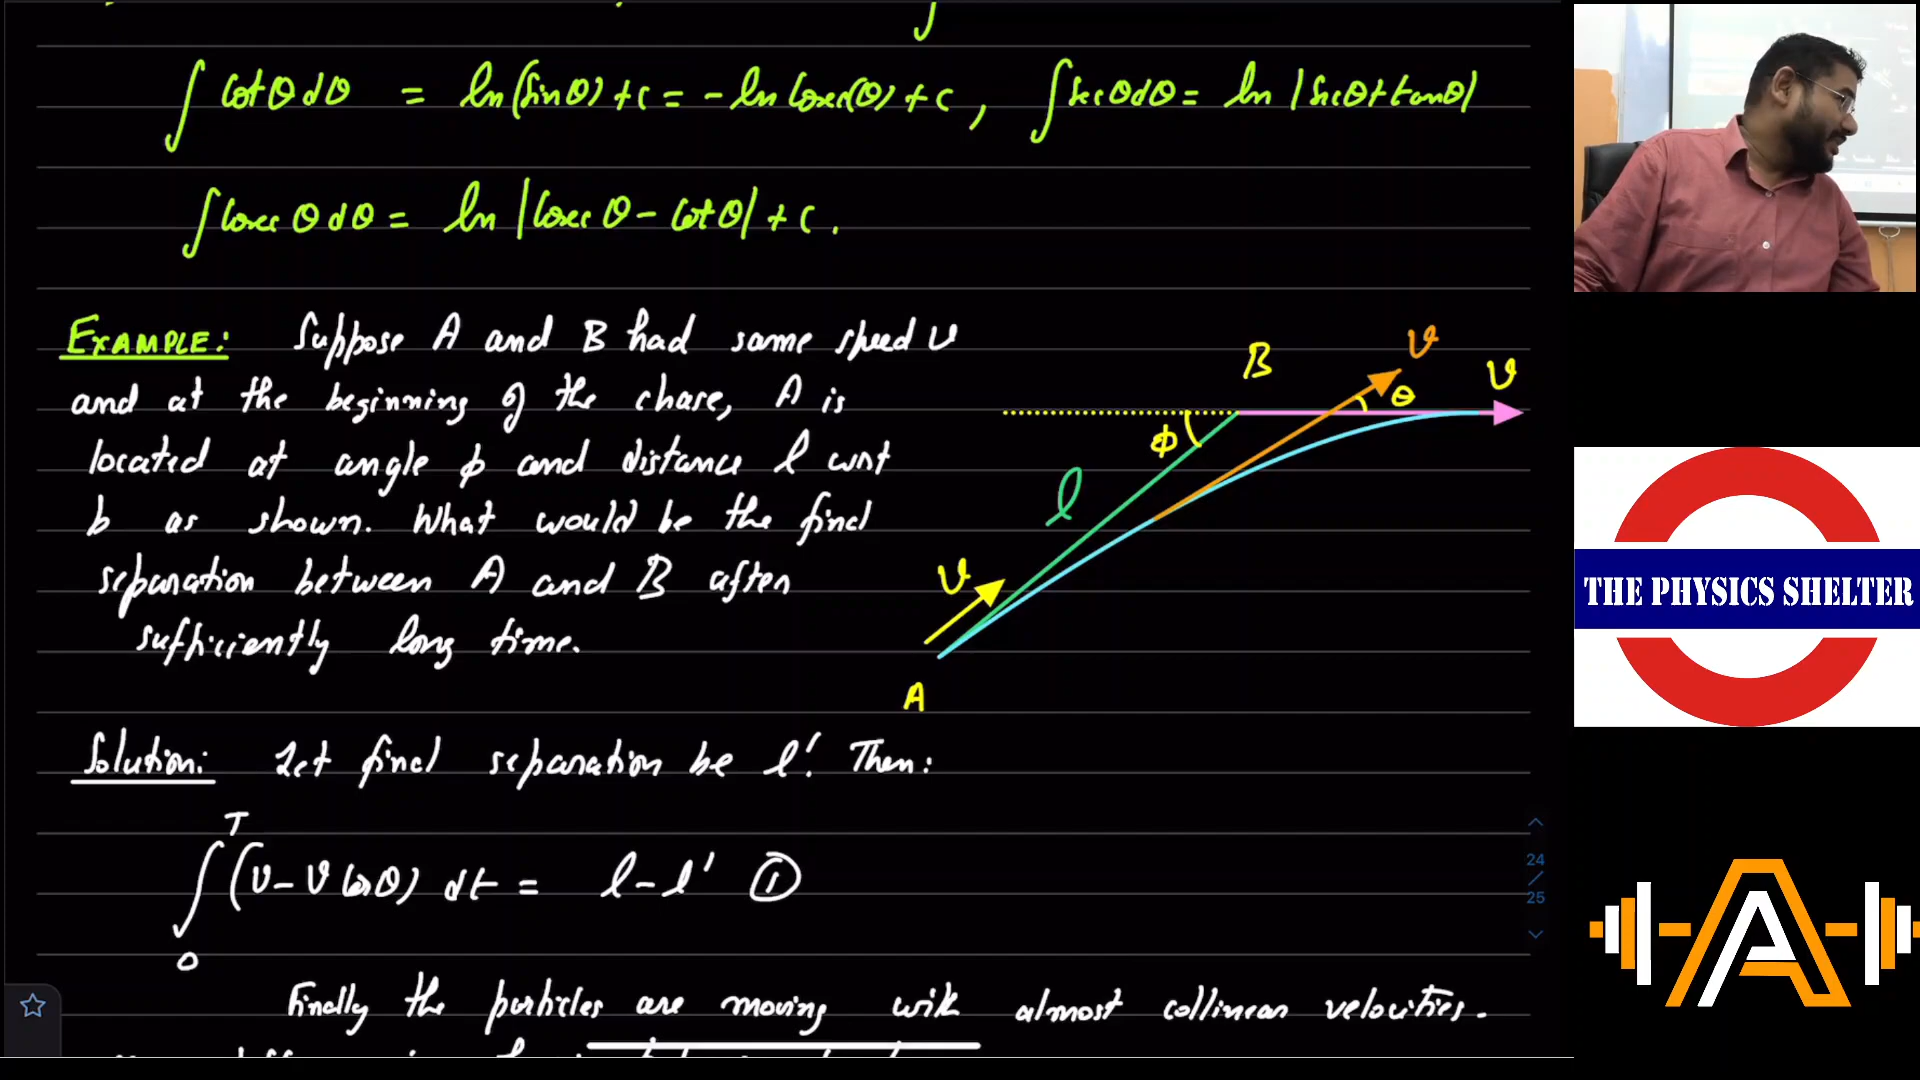 ∫ cotθ dθ = ln(sinθ) + c = -ln cosec(θ) + c, ∫ secθ dθ = ln |secθ + tanθ|
∫ cosec θ dθ = ln |cosec θ - cot θ| + c.
EXAMPLE: Suppose A and B had same speed v
and at the beginning of the chase, A is
located at angle ϕ and distance l wrt
b as shown. What would be the final
separation between A and B after
sufficiently long time.
B
v
v
θ
ϕ
l
v
A
Solution: Let final separation be l'. Then:
T
∫ (v - v cosθ) dt = l - l' ①
0
Finally the particles are moving with almost collinear velocities.
THE PHYSICS SHELTER
24
/
25
A